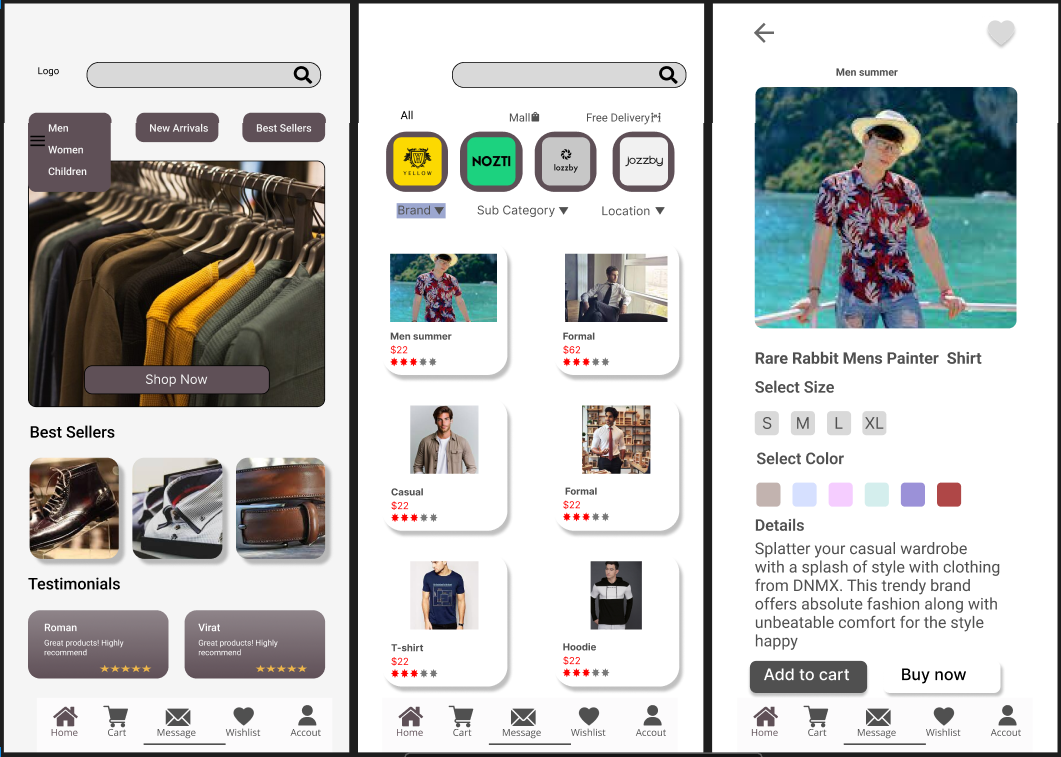 Logo
Men
New Arrivals
Best Sellers
Women
Children
Shop Now
Best Sellers
Testimonials
Roman
Great products! Highly
recommend
Virat
Great products! Highly
recommend
Home
Cart
Message
Wishlist
Accout
All
Mall
Free Delivery
YELLOW
NOZTI
lozzby
jozzby
Brand ▼
Sub Category ▼
Location ▼
Men summer
$22
Formal
$62
Casual
$22
Formal
$22
T-shirt
$22
Hoodie
$22
Home
Cart
Message
Wishlist
Accout
Men summer
Rare Rabbit Mens Painter Shirt
Select Size
S M L XL
Select Color
Details
Splatter your casual wardrobe
with a splash of style with clothing
from DNMX. This trendy brand
offers absolute fashion along with
unbeatable comfort for the style
happy
Add to cart
Buy now
Home
Cart
Message
Wishlist
Accout